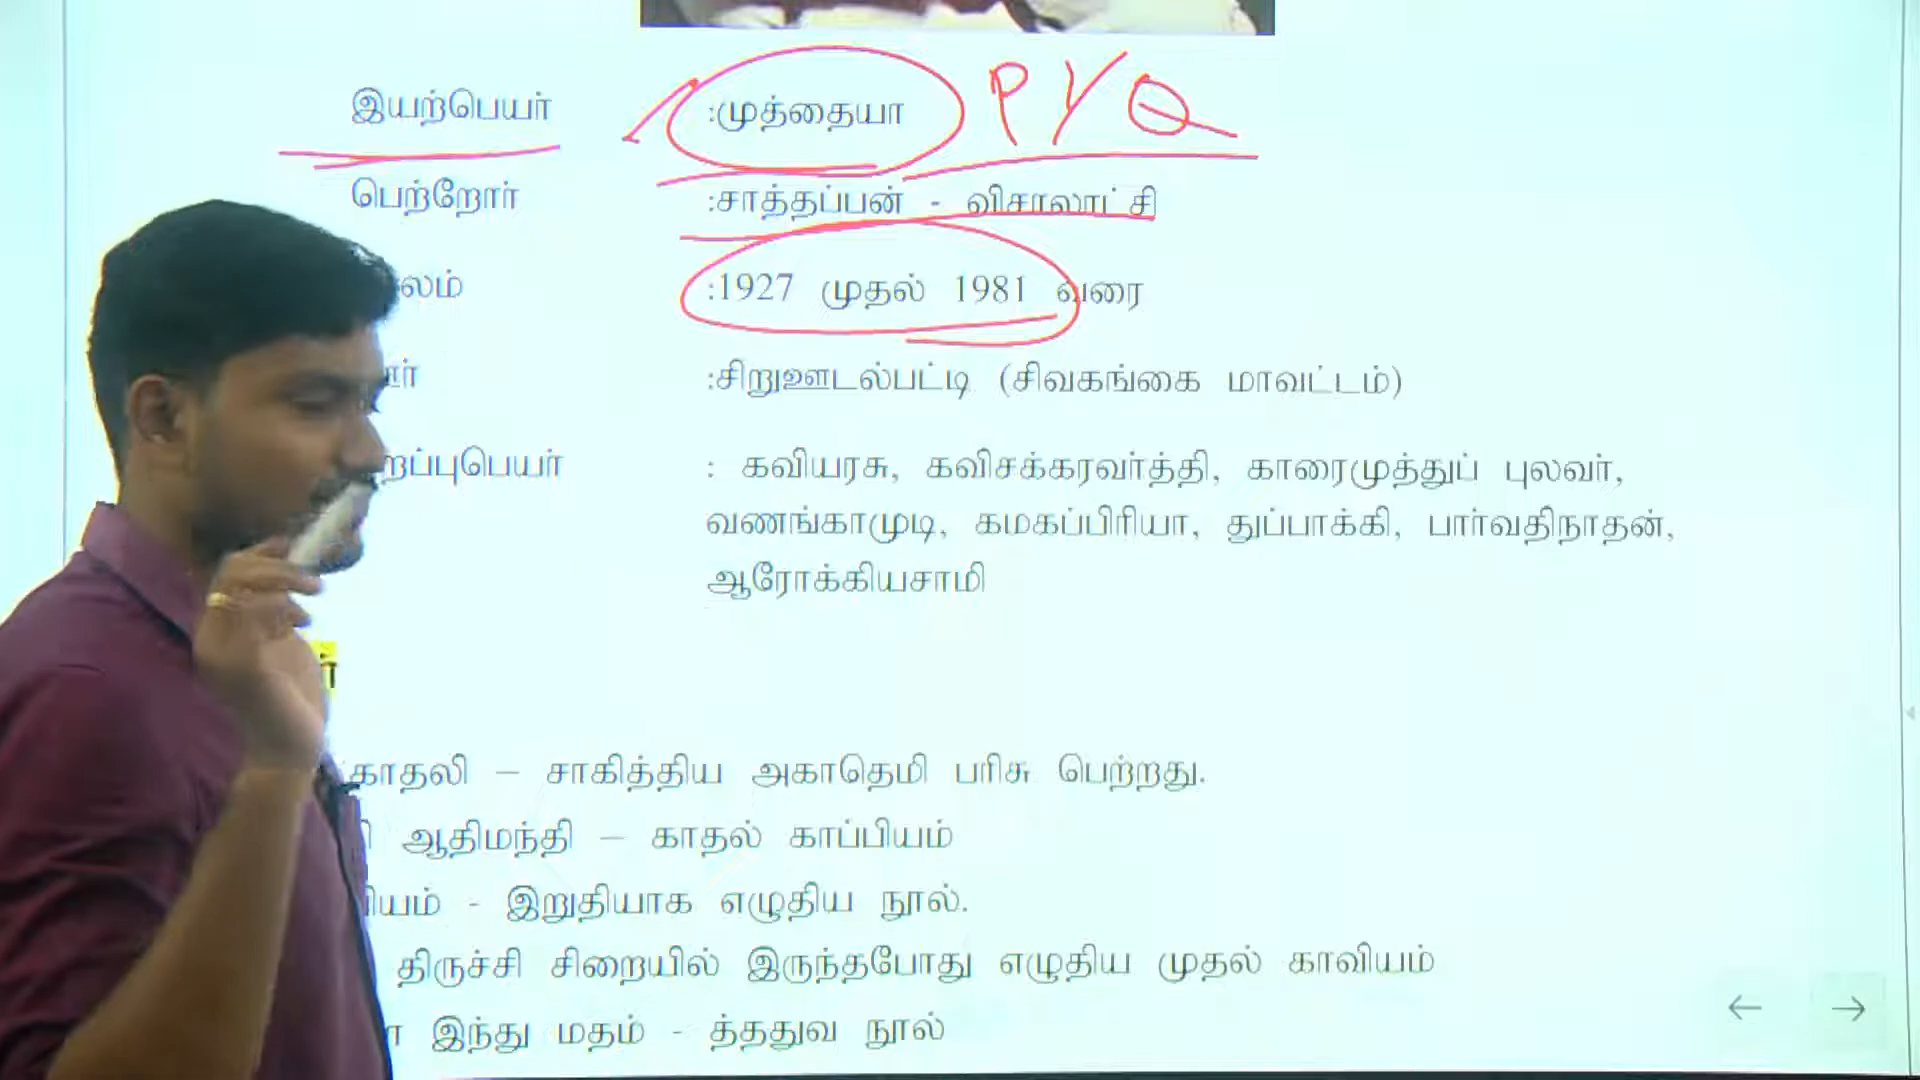 இயற்பெயர் :முத்தையா PYQ
பெற்றோர் :சாத்தப்பன் - விசாலாட்சி
:1927 முதல் 1981 வரை
:சிறுஊடல்பட்டி (சிவகங்கை மாவட்டம்)
: கவியரசு, கவிசக்கரவர்த்தி, காரைமுத்துப் புலவர்,
வணங்காமுடி, கமகப்பிரியா, துப்பாக்கி, பார்வதிநாதன்,
ஆரோக்கியசாமி
காதலி – சாகித்திய அகாதெமி பரிசு பெற்றது.
ஆதிமந்தி – காதல் காப்பியம்
- இறுதியாக எழுதிய நூல்.
திருச்சி சிறையில் இருந்தபோது எழுதிய முதல் காவியம்
இந்து மதம் - த்ததுவ நூல்